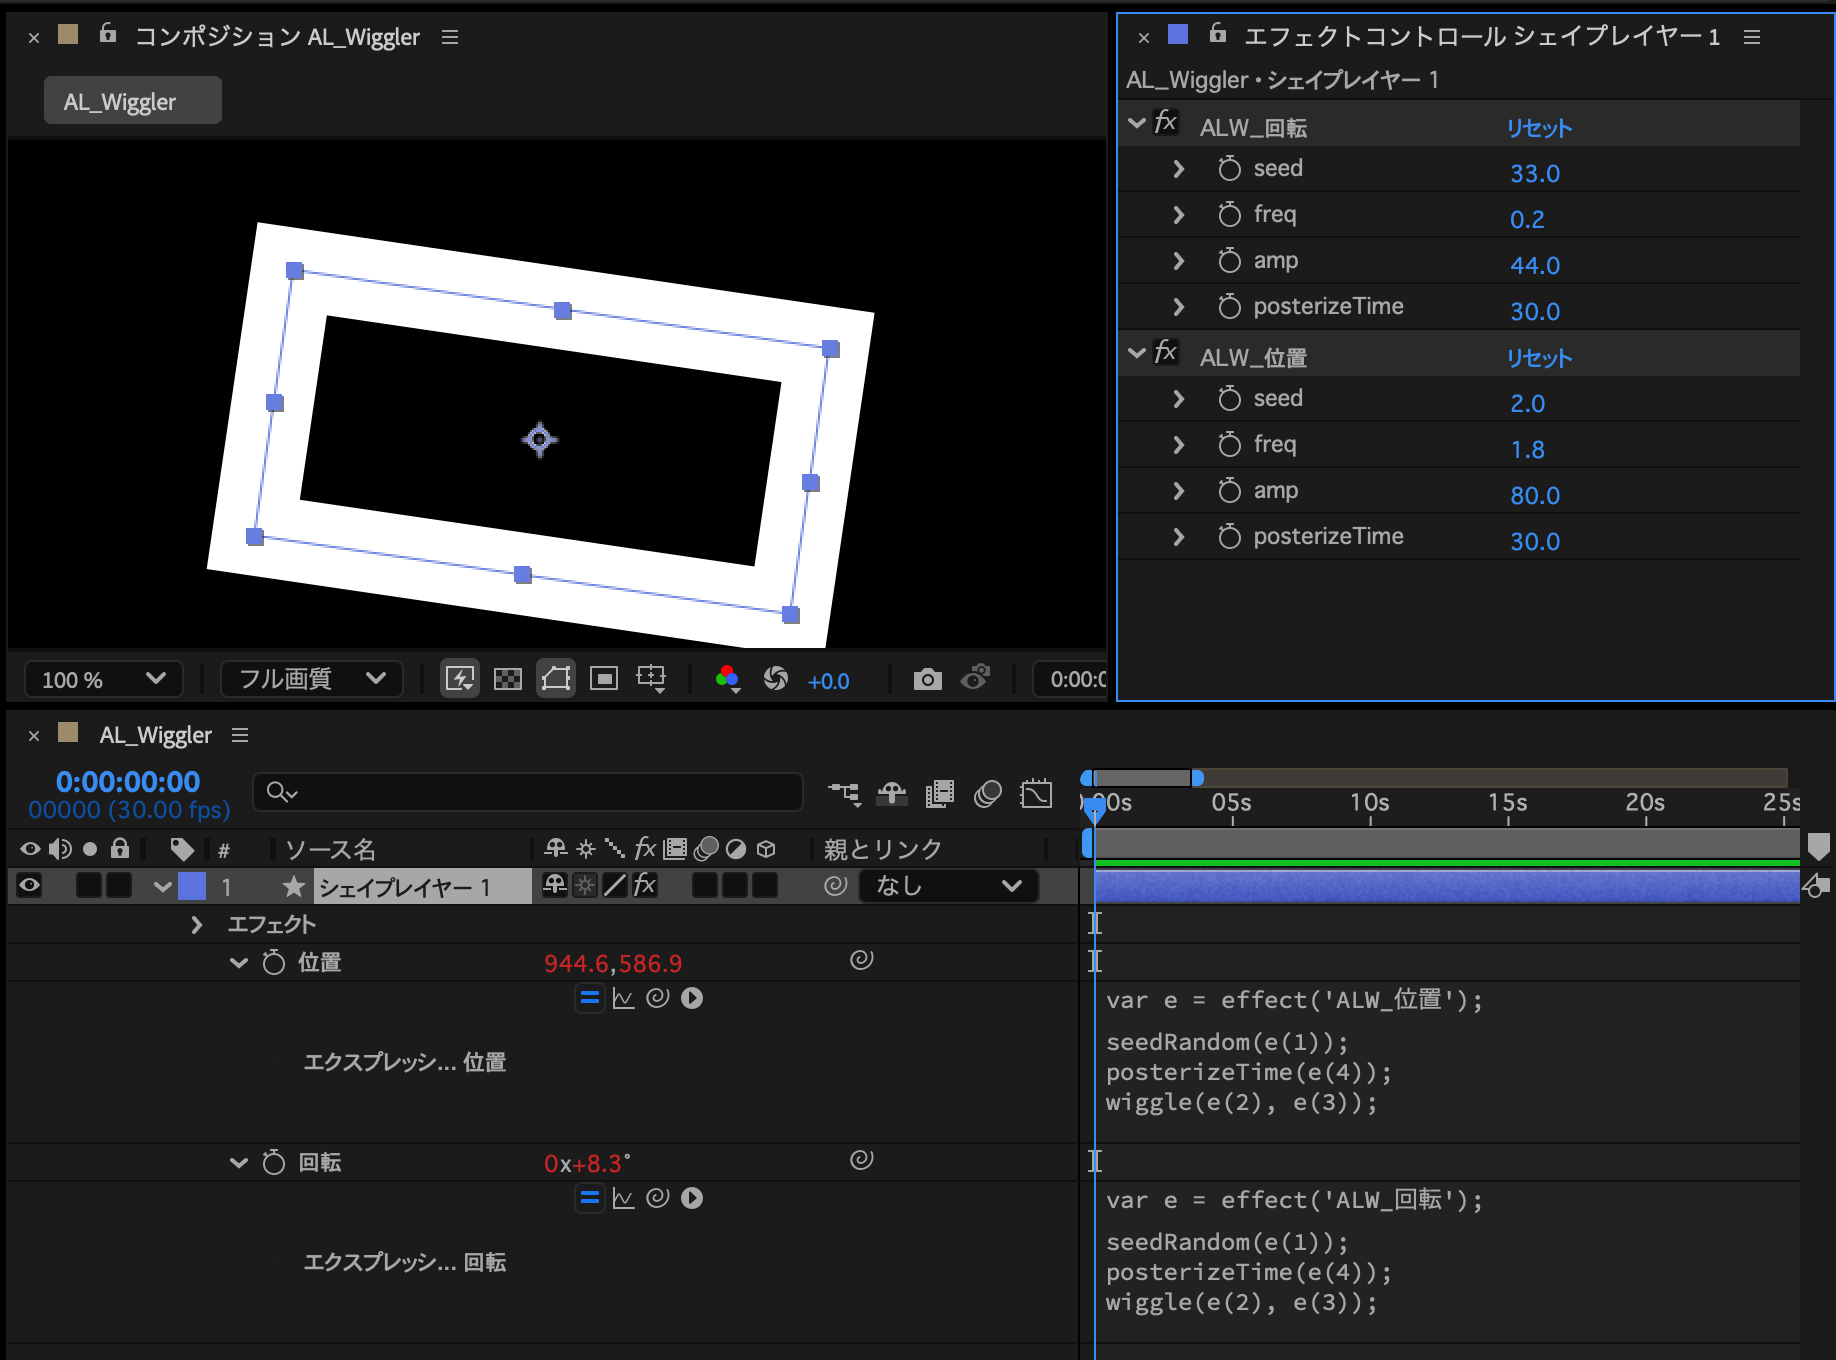 コンポジション AL_Wiggler
AL_Wiggler
エフェクトコントロール シェイプレイヤー 1
AL_Wiggler・シェイプレイヤー 1
fx ALW_回転 リセット
seed 33.0
freq 0.2
amp 44.0
posterizeTime 30.0
fx ALW_位置 リセット
seed 2.0
freq 1.8
amp 80.0
posterizeTime 30.0
100 % フル画質 +0.0 0:00:0
AL_Wiggler
0:00:00:00
00000 (30.00 fps)
00s 05s 10s 15s 20s 25s
# ソース名 fx 親とリンク
1 シェイプレイヤー 1 fx なし
エフェクト
位置 944.6,586.9
エクスプレッシ... 位置
var e = effect('ALW_位置');
seedRandom(e(1));
posterizeTime(e(4));
wiggle(e(2), e(3));
回転 0x+8.3°
エクスプレッシ... 回転
var e = effect('ALW_回転');
seedRandom(e(1));
posterizeTime(e(4));
wiggle(e(2), e(3));